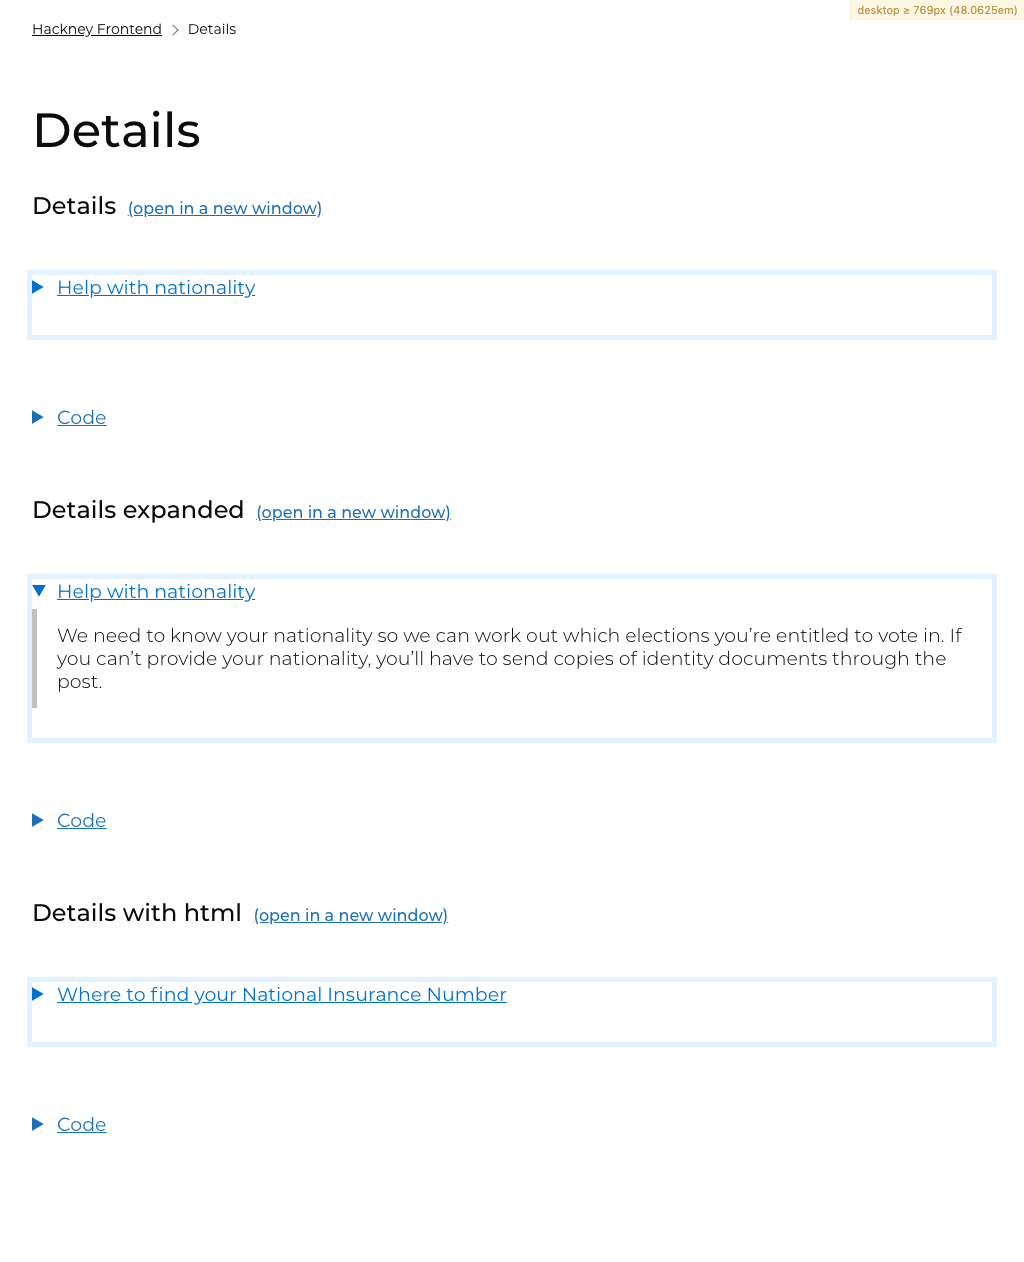 desktop ≥ 769px (48.0625em)
Hackney Frontend Details
Details
Details (open in a new window)
Help with nationality
Code
Details expanded (open in a new window)
Help with nationality
We need to know your nationality so we can work out which elections you’re entitled to vote in. If
you can’t provide your nationality, you’ll have to send copies of identity documents through the
post.
Code
Details with html (open in a new window)
Where to find your National Insurance Number
Code